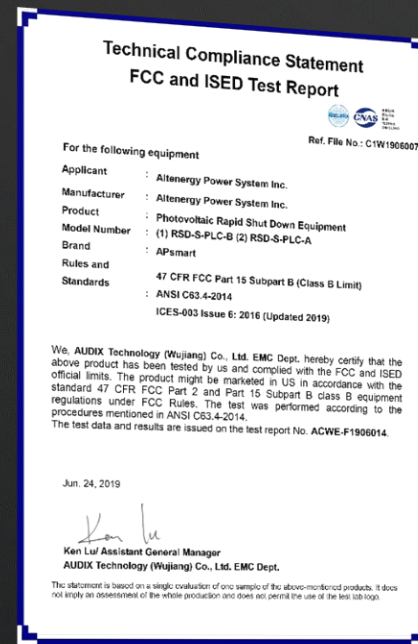 Technical Compliance Statement
FCC and ISED Test Report
CNAS
Ref. File No.: C1W1906007
For the following equipment
Applicant : Altenergy Power System Inc.
Manufacturer : Altenergy Power System Inc.
Product : Photovoltaic Rapid Shut Down Equipment
Model Number : (1) RSD-S-PLC-B (2) RSD-S-PLC-A
Brand : APsmart
Rules and 47 CFR FCC Part 15 Subpart B (Class B Limit)
Standards : ANSI C63.4-2014
ICES-003 Issue 6: 2016 (Updated 2019)
We, AUDIX Technology (Wujiang) Co., Ltd. EMC Dept. hereby certify that the
above product has been tested by us and complied with the FCC and ISED
official limits. The product might be marketed in US in accordance with the
standard 47 CFR FCC Part 2 and Part 15 Subpart B class B equipment
regulations under FCC Rules. The test was performed according to the
procedures mentioned in ANSI C63.4-2014.
The test data and results are issued on the test report No. ACWE-F1906014.
Jun. 24, 2019
Ken Lu
Ken Lu/ Assistant General Manager
AUDIX Technology (Wujiang) Co., Ltd. EMC Dept.
The statement is based on a single evaluation of one sample of the above-mentioned products. It does
not imply an assessment of the whole production and does not permit the use of the test lab logo.